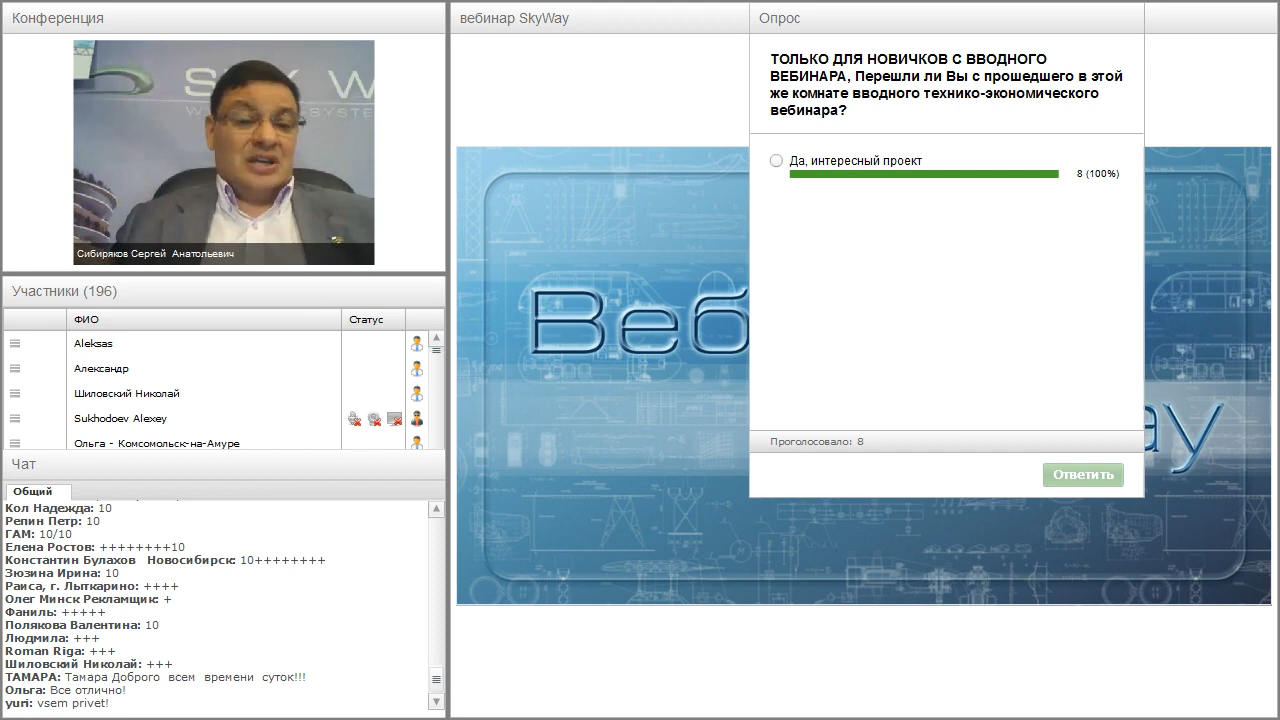 Конференция
SKY W
W SYSTE
Сибиряков Сергей Анатольевич
Участники (196)
ФИО Статус
Aleksas
Александр
Шиловский Николай
Sukhodoev Alexey
Ольга - Комсомольск-на-Амуре
Чат
Общий
Кол Надежда: 10
Репин Петр: 10
ГАМ: 10/10
Елена Ростов: ++++++++10
Константин Булахов Новосибирск: 10++++++++
Зюзина Ирина: 10
Раиса, г. Лыткарино: ++++
Олег Минск Рекламщик: +
Фаниль: +++++
Полякова Валентина: 10
Людмила: +++
Roman Riga: +++
Шиловский Николай: +++
ТАМАРА: Тамара Доброго всем времени суток!!!
Ольга: Все отлично!
yuri: vsem privet!
вебинар SkyWay
Веб
ay
Опрос
ТОЛЬКО ДЛЯ НОВИЧКОВ С ВВОДНОГО
ВЕБИНАРА, Перешли ли Вы с прошедшего в этой
же комнате вводного технико-экономического
вебинара?
Да, интересный проект
8 (100%)
Проголосовало: 8
Ответить